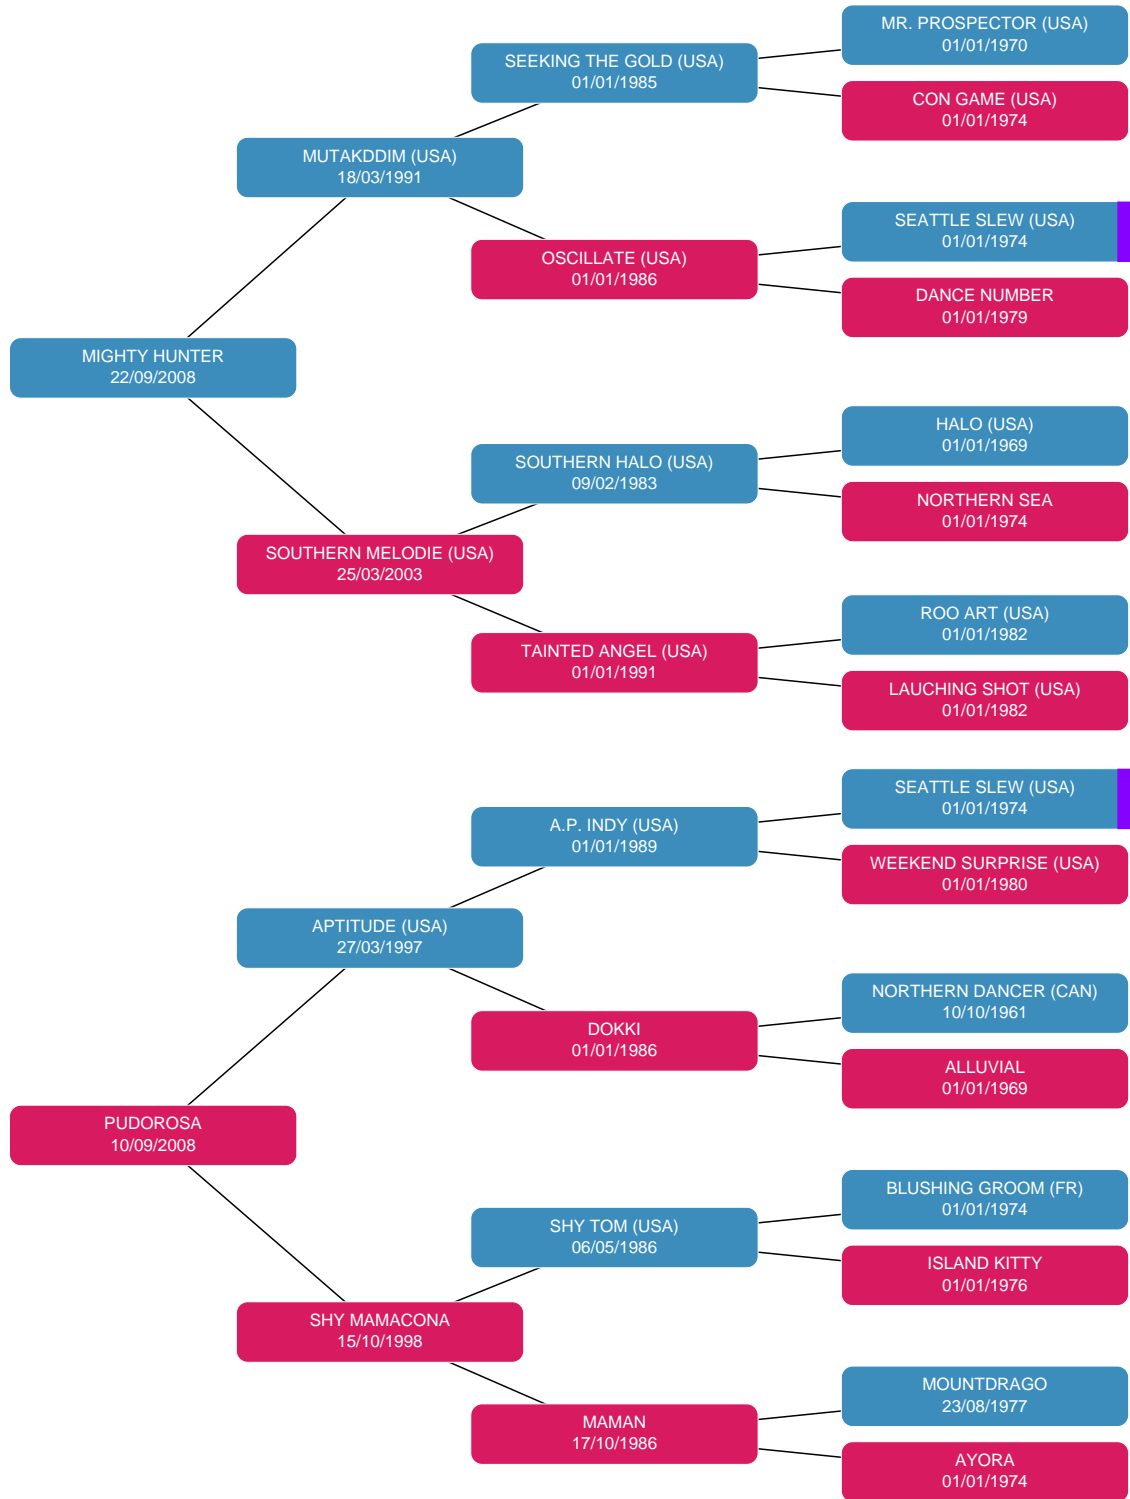 MR. PROSPECTOR (USA)
01/01/1970
SEEKING THE GOLD (USA)
01/01/1985
CON GAME (USA)
01/01/1974
MUTAKDDIM (USA)
18/03/1991
SEATTLE SLEW (USA)
01/01/1974
OSCILLATE (USA)
01/01/1986
DANCE NUMBER
01/01/1979
MIGHTY HUNTER
22/09/2008
HALO (USA)
01/01/1969
SOUTHERN HALO (USA)
09/02/1983
NORTHERN SEA
01/01/1974
SOUTHERN MELODIE (USA)
25/03/2003
ROO ART (USA)
01/01/1982
TAINTED ANGEL (USA)
01/01/1991
LAUCHING SHOT (USA)
01/01/1982
SEATTLE SLEW (USA)
01/01/1974
A.P. INDY (USA)
01/01/1989
WEEKEND SURPRISE (USA)
01/01/1980
APTITUDE (USA)
27/03/1997
NORTHERN DANCER (CAN)
10/10/1961
DOKKI
01/01/1986
ALLUVIAL
01/01/1969
PUDOROSA
10/09/2008
BLUSHING GROOM (FR)
01/01/1974
SHY TOM (USA)
06/05/1986
ISLAND KITTY
01/01/1976
SHY MAMACONA
15/10/1998
MOUNTDRAGO
23/08/1977
MAMAN
17/10/1986
AYORA
01/01/1974